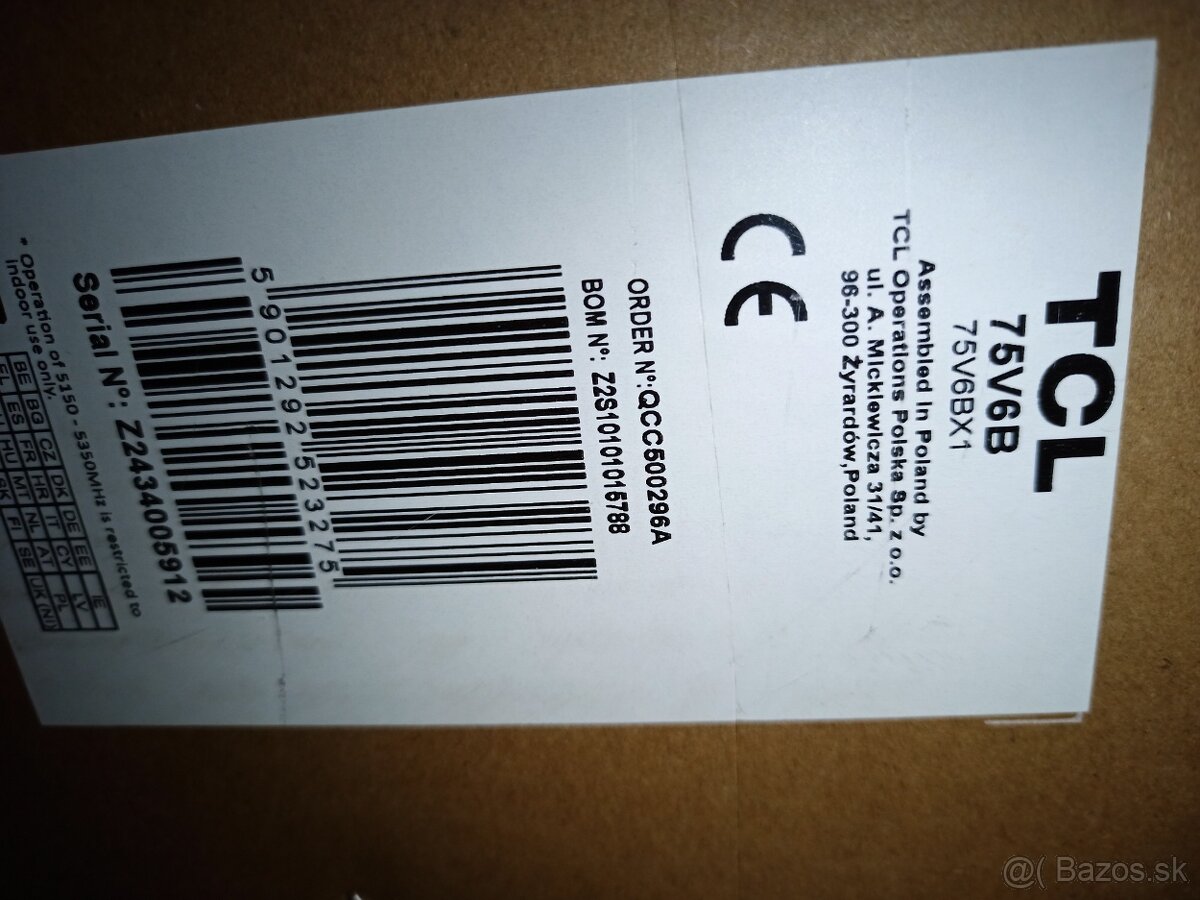 TCL
75V6B
75V6BX1
Assembled in Poland by
TCL Operations Polska Sp. z o.o.
ul. A. Mickiewicza 31/41,
96-300 Żyrardów,Poland
CE
ORDER N°:QCC500296A
BOM N°: Z2S10101015788
5 901292 523275
Serial N°: Z2434005912
* Operation of 5150 - 5350MHz is restricted to
indoor use only.
IE
BE BG CZ DK DE EE
EL ES FR HR IT CY LV
HU MT NL AT PL
SK FI SE UK(NI)
@( Bazos.sk